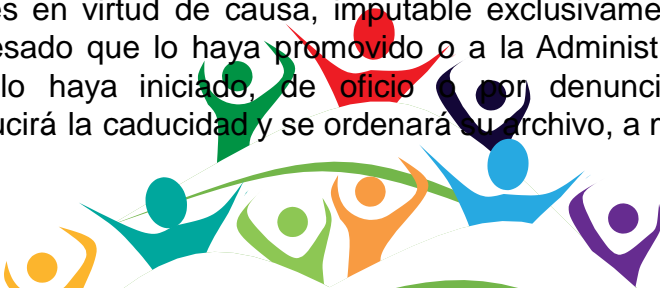 es en virtud de causa, imputable exclusivame
esado que lo haya promovido o a la Administ
lo haya iniciado, de oficio o por denunci
ucirá la caducidad y se ordenará su archivo, a r